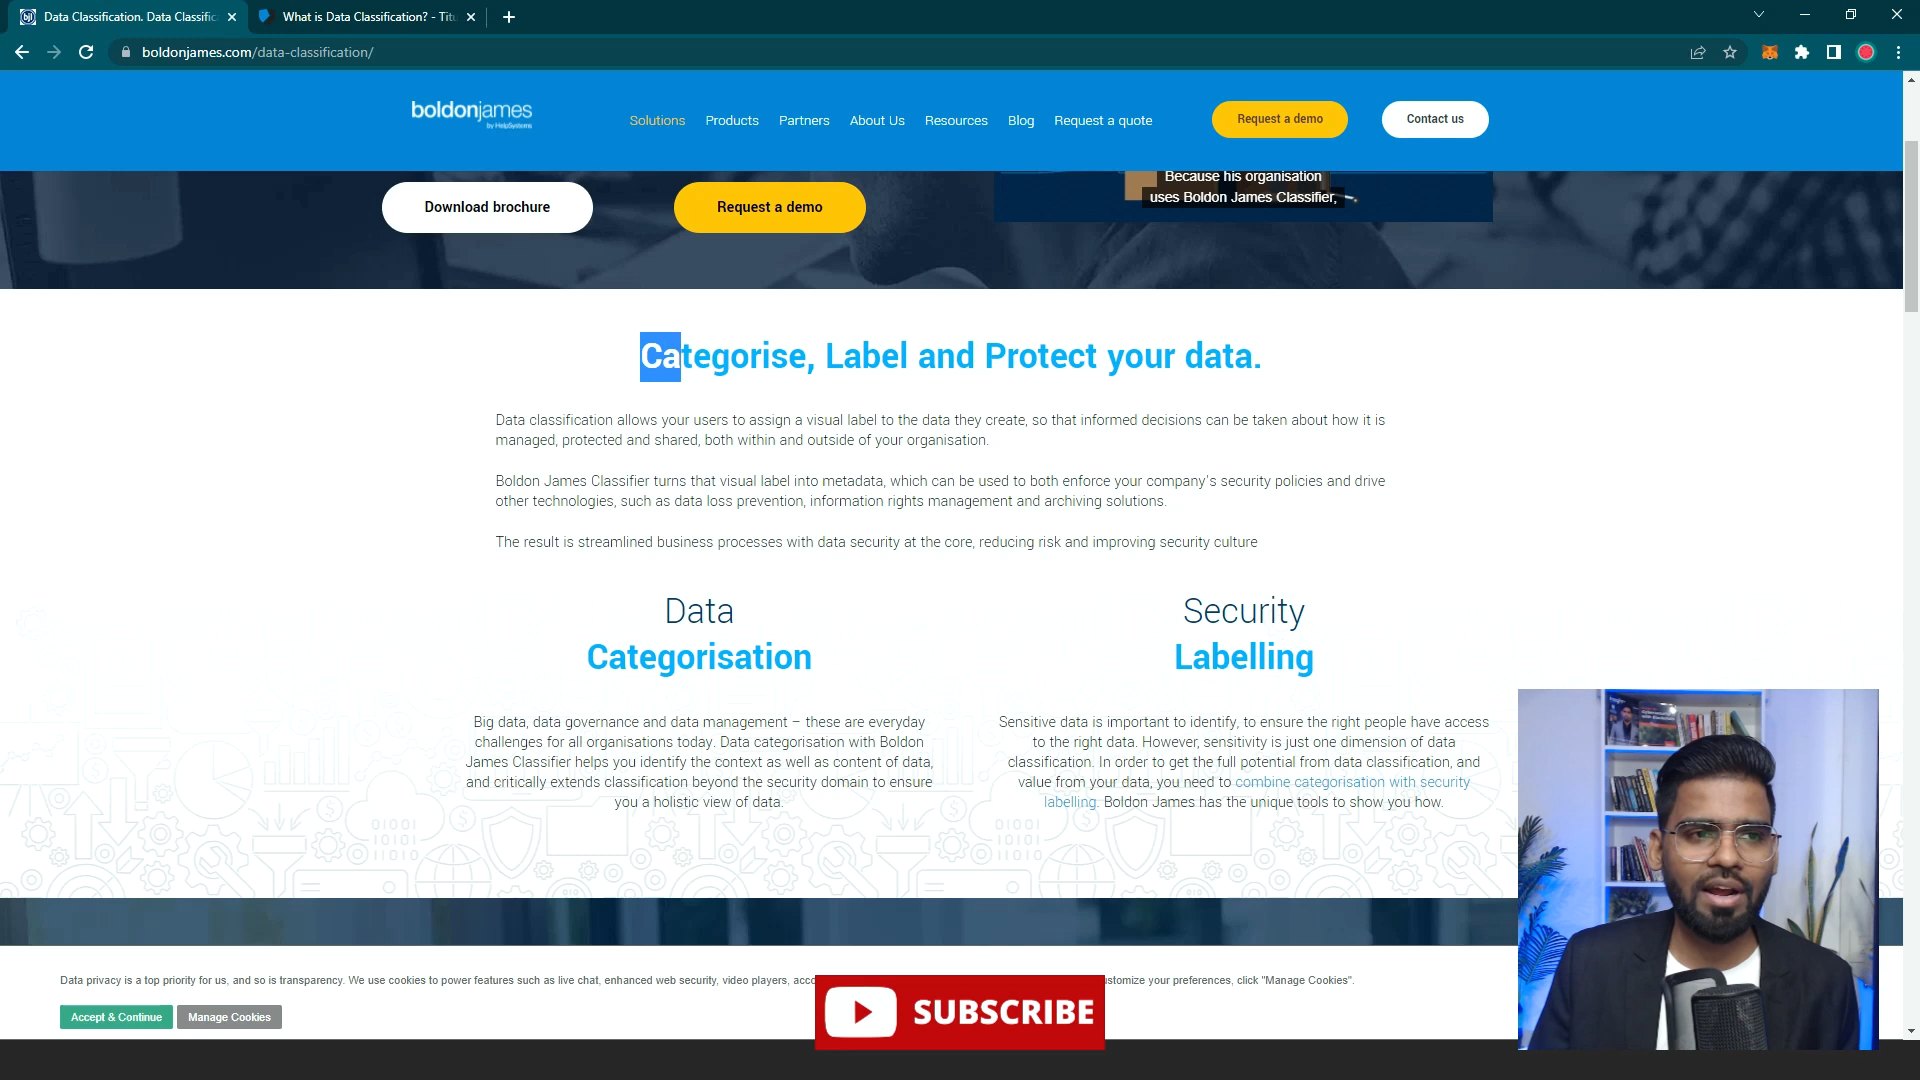 Data Classification. Data Classific
What is Data Classification? - Titu
boldonjames.com/data-classification/
boldonjames
by HelpSystems
Solutions
Products
Partners
About Us
Resources
Blog
Request a quote
Request a demo
Contact us
Download brochure
Request a demo
Because his organisation
uses Boldon James Classifier,
Categorise, Label and Protect your data.
Data classification allows your users to assign a visual label to the data they create, so that informed decisions can be taken about how it is
managed, protected and shared, both within and outside of your organisation.
Boldon James Classifier turns that visual label into metadata, which can be used to both enforce your company's security policies and drive
other technologies, such as data loss prevention, information rights management and archiving solutions.
The result is streamlined business processes with data security at the core, reducing risk and improving security culture
Data
Categorisation
Big data, data governance and data management – these are everyday
challenges for all organisations today. Data categorisation with Boldon
James Classifier helps you identify the context as well as content of data,
and critically extends classification beyond the security domain to ensure
you a holistic view of data.
Security
Labelling
Sensitive data is important to identify, to ensure the right people have access
to the right data. However, sensitivity is just one dimension of data
classification. In order to get the full potential from data classification, and
value from your data, you need to combine categorisation with security
labelling. Boldon James has the unique tools to show you how.
Data privacy is a top priority for us, and so is transparency. We use cookies to power features such as live chat, enhanced web security, video players, acco
stomize your preferences, click "Manage Cookies".
Accept & Continue
Manage Cookies
SUBSCRIBE